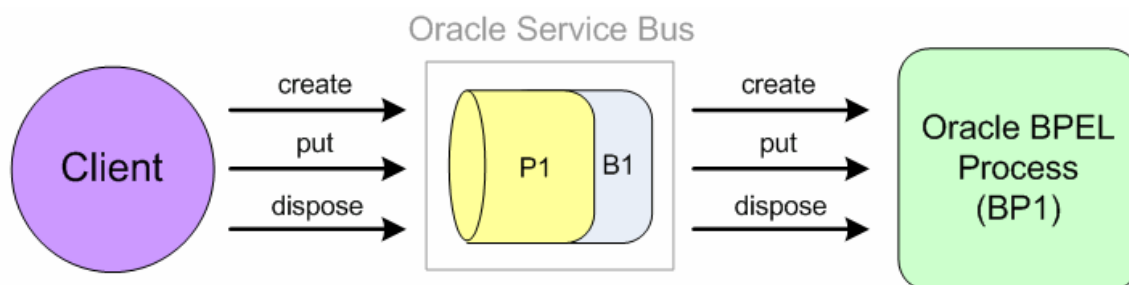 Oracle Service Bus
Client
create
put
dispose
P1
B1
create
put
dispose
Oracle BPEL
Process
(BP1)